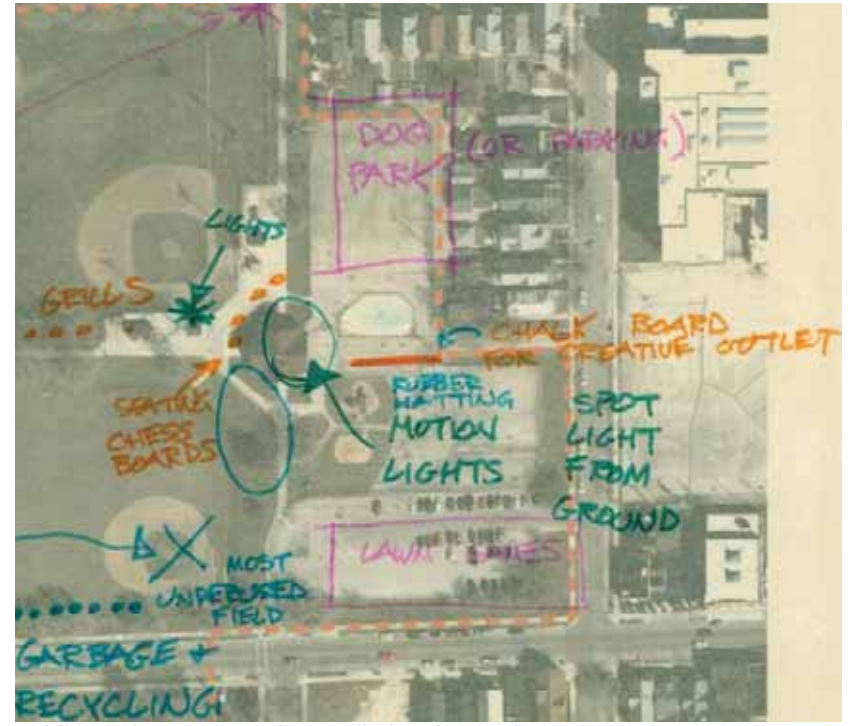 DOG
PARK
(OR PARKING)
LIGHTS
GRILLS
CHALK BOARD
FOR CREATIVE OUTLET
SEATING
CHESS
BOARDS
RUBBER
MATTING
MOTION
LIGHTS
SPOT
LIGHT
FROM
GROUND
LAWN GAMES
MOST
UNDERUSED
FIELD
GARBAGE +
RECYCLING